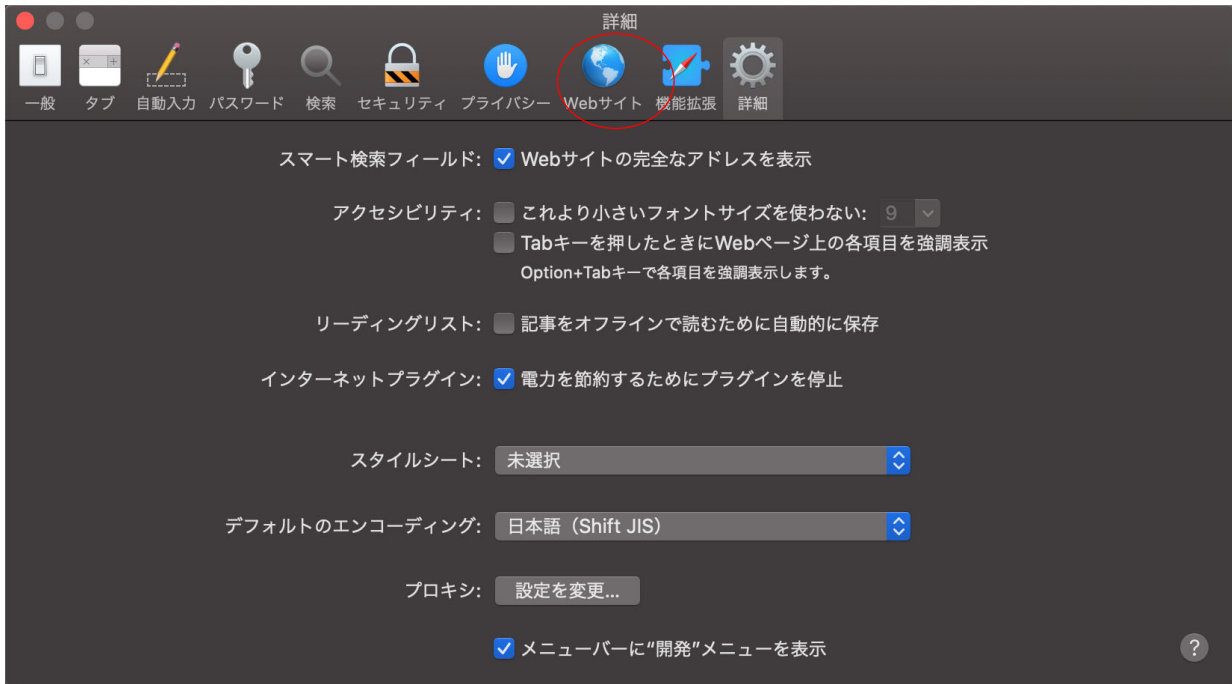 詳細
一般 タブ 自動入力 パスワード 検索 セキュリティ プライバシー Webサイト 機能拡張 詳細
スマート検索フィールド: Webサイトの完全なアドレスを表示
アクセシビリティ: これより小さいフォントサイズを使わない: 9
Tabキーを押したときにWebページ上の各項目を強調表示
Option+Tabキーで各項目を強調表示します。
リーディングリスト: 記事をオフラインで読むために自動的に保存
インターネットプラグイン: 電力を節約するためにプラグインを停止
スタイルシート: 未選択
デフォルトのエンコーディング: 日本語（Shift JIS）
プロキシ: 設定を変更...
メニューバーに“開発”メニューを表示
?